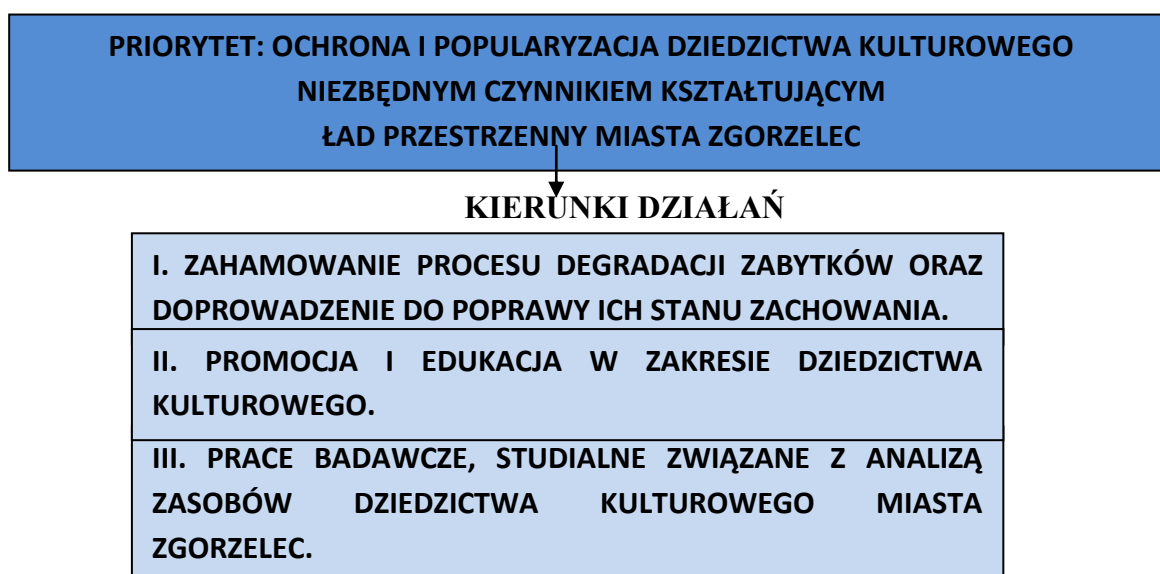 PRIORYTET: OCHRONA I POPULARYZACJA DZIEDZICTWA KULTUROWEGO
NIEZBĘDNYM CZYNNIKIEM KSZTAŁTUJĄCYM
ŁAD PRZESTRZENNY MIASTA ZGORZELEC
KIERUNKI DZIAŁAŃ
I. ZAHAMOWANIE PROCESU DEGRADACJI ZABYTKÓW ORAZ
DOPROWADZENIE DO POPRAWY ICH STANU ZACHOWANIA.
II. PROMOCJA I EDUKACJA W ZAKRESIE DZIEDZICTWA
KULTUROWEGO.
III. PRACE BADAWCZE, STUDIALNE ZWIĄZANE Z ANALIZĄ
ZASOBÓW DZIEDZICTWA KULTUROWEGO MIASTA
ZGORZELEC.